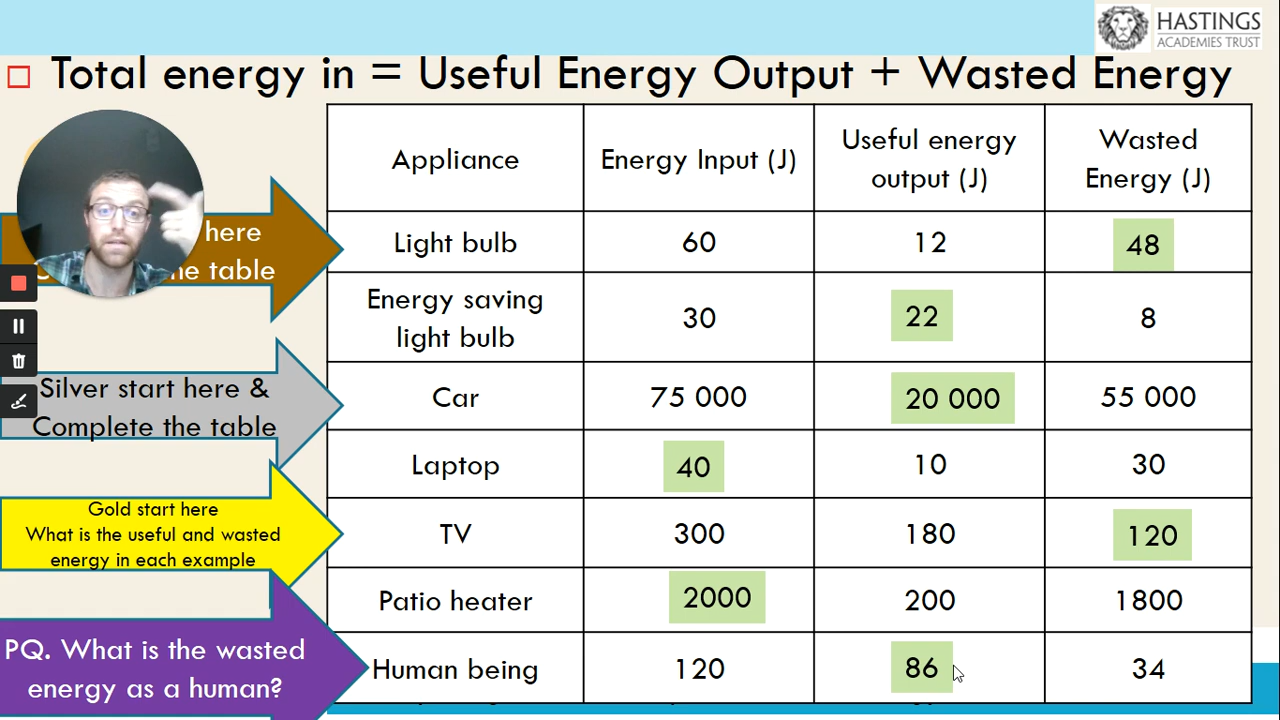 HASTINGS
ACADEMIES TRUST
Total energy in = Useful Energy Output + Wasted Energy
Appliance
Energy Input (J)
Useful energy
output (J)
Wasted
Energy (J)
here
the table
Light bulb
60
12
48
Energy saving
light bulb
30
22
8
Silver start here &
Complete the table
Car
75 000
20 000
55 000
Laptop
40
10
30
Gold start here
What is the useful and wasted
energy in each example
TV
300
180
120
Patio heater
2000
200
1800
PQ. What is the wasted
energy as a human?
Human being
120
86
34